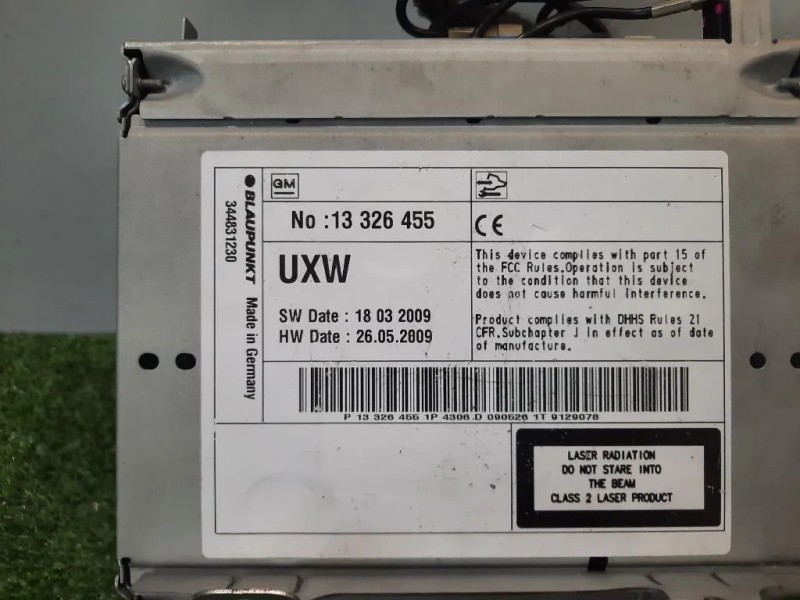 BLAUPUNKT Made in Germany
344831230
GM
No :13 326 455
CE
UXW
SW Date : 18 03 2009
HW Date : 26.05.2009
This device complies with part 15 of
the FCC Rules.Operation is subject
to the condition that this device
does not cause harmful interference.
Product complies with DHHS Rules 21
CFR.Subchapter J in effect as of date
of manufacture.
P 13 326 455 1P 4306 D 090526 1T 9129078
LASER RADIATION
DO NOT STARE INTO
THE BEAM
CLASS 2 LASER PRODUCT